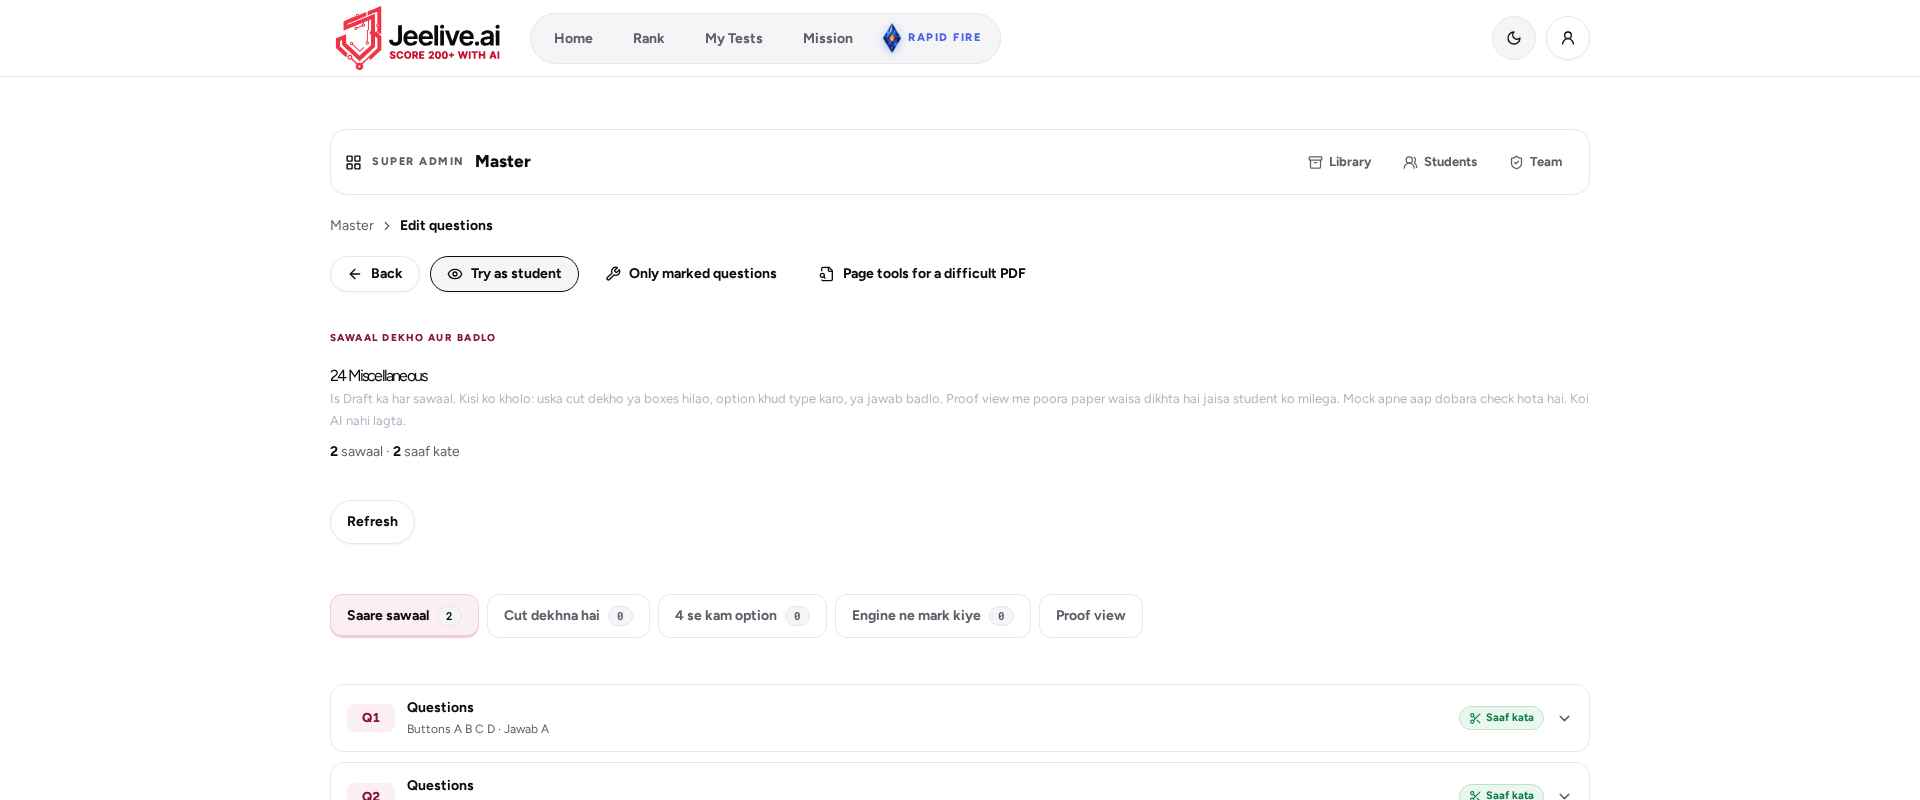 Jeelive.ai
SCORE 200+ WITH AI
Home
Rank
My Tests
Mission
RAPID FIRE
SUPER ADMIN
Master
Library
Students
Team
Master
Edit questions
Back
Try as student
Only marked questions
Page tools for a difficult PDF
SAWAAL DEKHO AUR BADLO
24 Miscellaneous
Is Draft ka har sawaal. Kisi ko kholo: uska cut dekho ya boxes hilao, option khud type karo, ya jawab badlo. Proof view me poora paper waisa dikhta hai jaisa student ko milega. Mock apne aap dobara check hota hai. Koi
AI nahi lagta.
2 sawaal · 2 saaf kate
Refresh
Saare sawaal 2
Cut dekhna hai 0
4 se kam option 0
Engine ne mark kiye 0
Proof view
Q1
Questions
Buttons A B C D · Jawab A
Saaf kata
Q2
Questions
Saaf kata